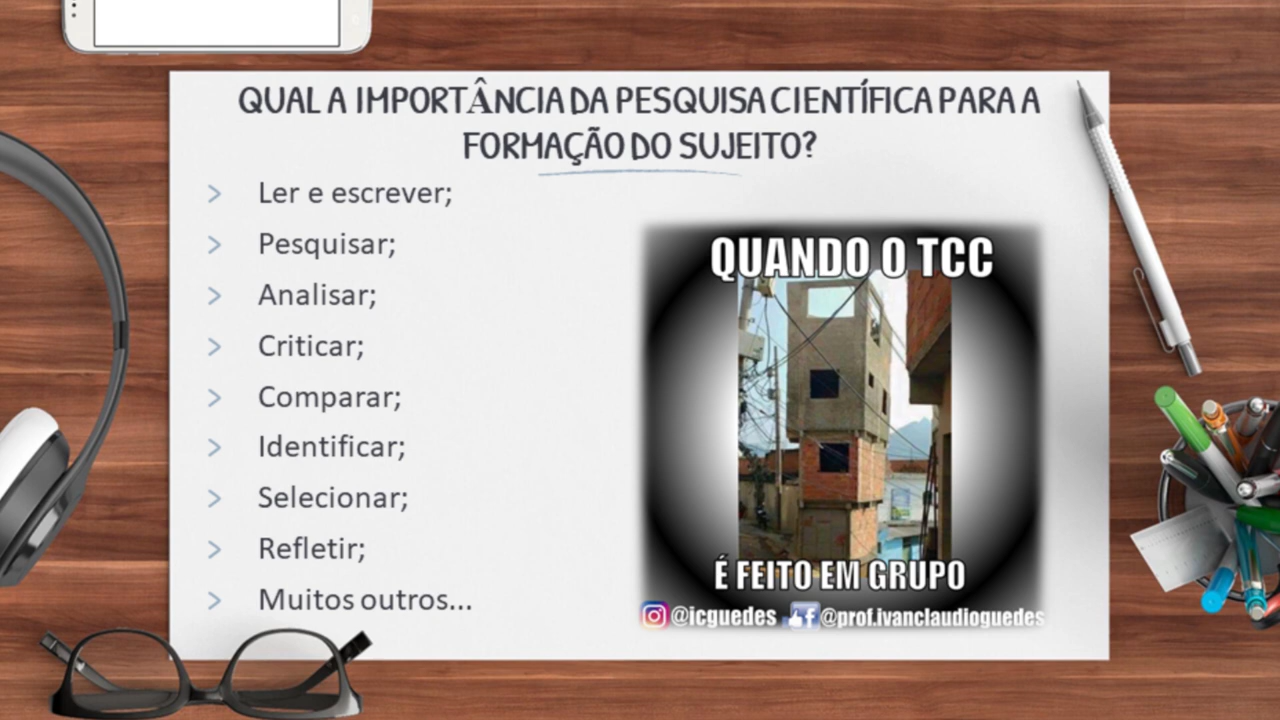 QUAL A IMPORTÂNCIA DA PESQUISA CIENTÍFICA PARA A
FORMAÇÃO DO SUJEITO?
> Ler e escrever;
> Pesquisar;
> Analisar;
> Criticar;
> Comparar;
> Identificar;
> Selecionar;
> Refletir;
> Muitos outros...
QUANDO O TCC
É FEITO EM GRUPO
@icguedes @prof.ivanclaudioguedes